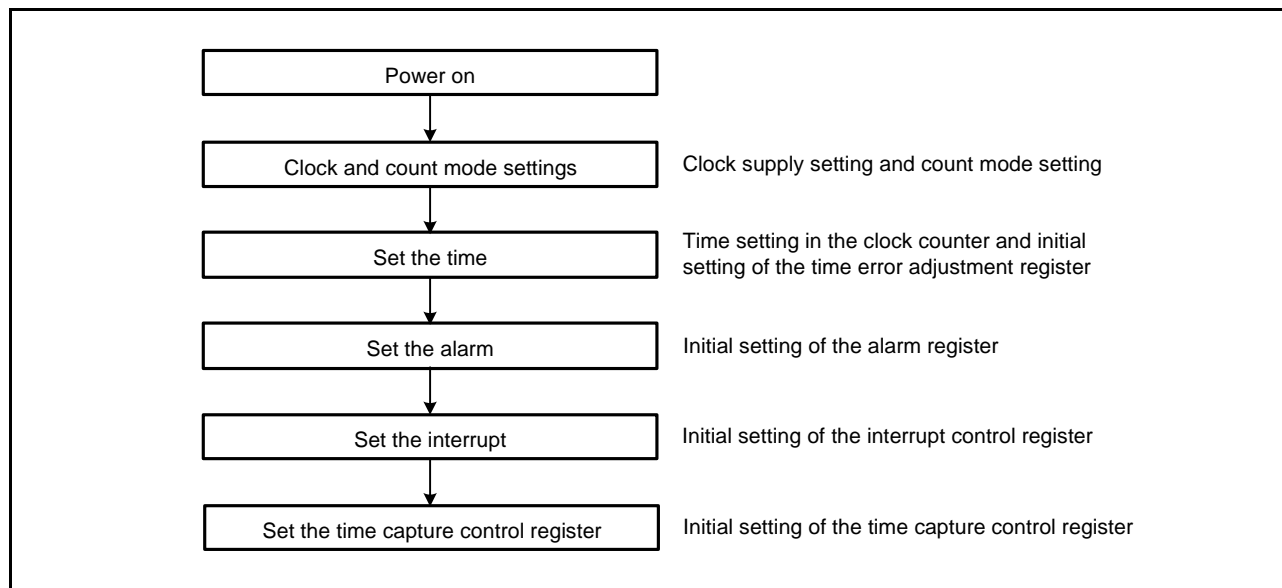 Power on
Clock and count mode settings
Clock supply setting and count mode setting
Set the time
Time setting in the clock counter and initial
setting of the time error adjustment register
Set the alarm
Initial setting of the alarm register
Set the interrupt
Initial setting of the interrupt control register
Set the time capture control register
Initial setting of the time capture control register